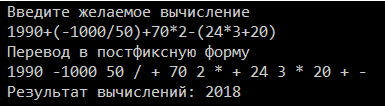 Введите желаемое вычисление
1990+(-1000/50)+70*2-(24*3+20)
Перевод в постфиксную форму
1990 -1000 50 / + 70 2 * + 24 3 * 20 + -
Результат вычислений: 2018